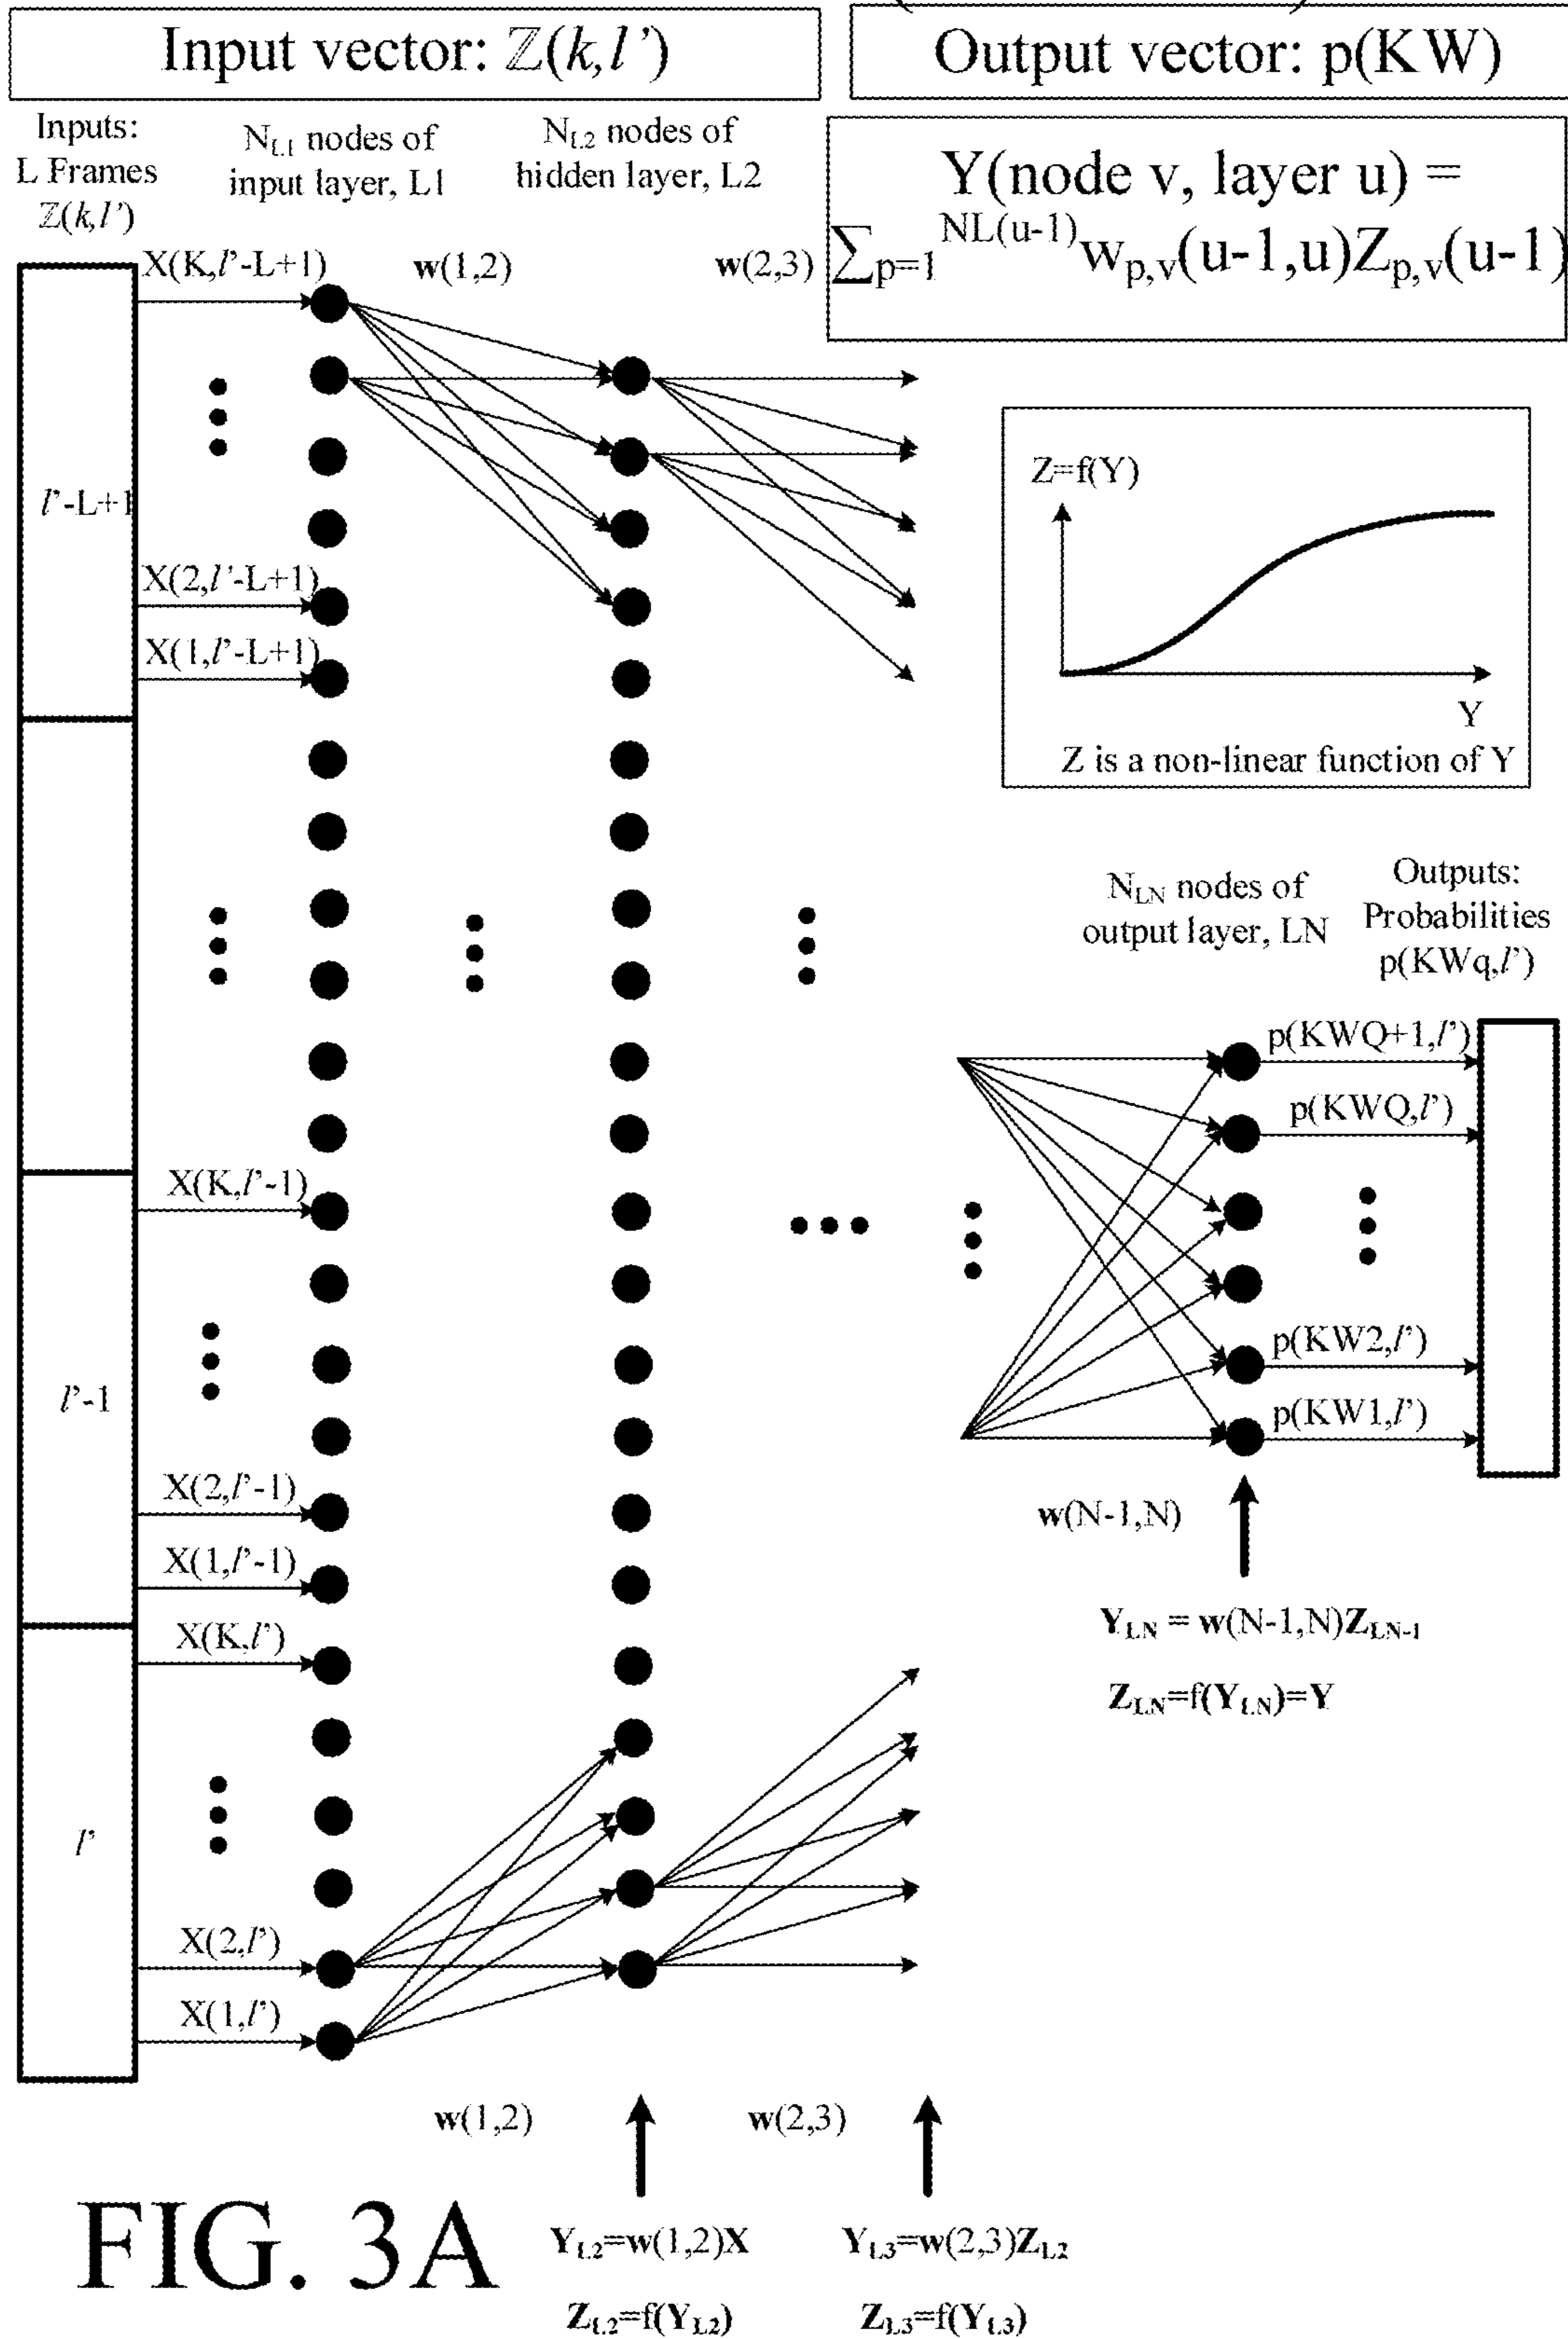 Input vector: ℤ(k,l’)
Output vector: p(KW)
Inputs:
L Frames
ℤ(k,l’)
N_L1 nodes of
input layer, L1
N_L2 nodes of
hidden layer, L2
Y(node v, layer u) =
∑p=1 NL(u-1) wp,v(u-1,u)Zp,v(u-1)
X(K,l’-L+1)
w(1,2)
w(2,3)
l’-L+1
X(2,l’-L+1)
X(1,l’-L+1)
Z=f(Y)
Y
Z is a non-linear function of Y
N_LN nodes of
output layer, LN
Outputs:
Probabilities
p(KWq,l’)
p(KWQ+1,l’)
p(KWQ,l’)
X(K,l’-1)
l’-1
p(KW2,l’)
p(KW1,l’)
X(2,l’-1)
X(1,l’-1)
w(N-1,N)
Y_LN = w(N-1,N)Z_LN-1
Z_LN=f(Y_LN)=Y
X(K,l’)
l’
X(2,l’)
X(1,l’)
w(1,2)
w(2,3)
FIG. 3A
Y_L2=w(1,2)X
Z_L2=f(Y_L2)
Y_L3=w(2,3)Z_L2
Z_L3=f(Y_L3)